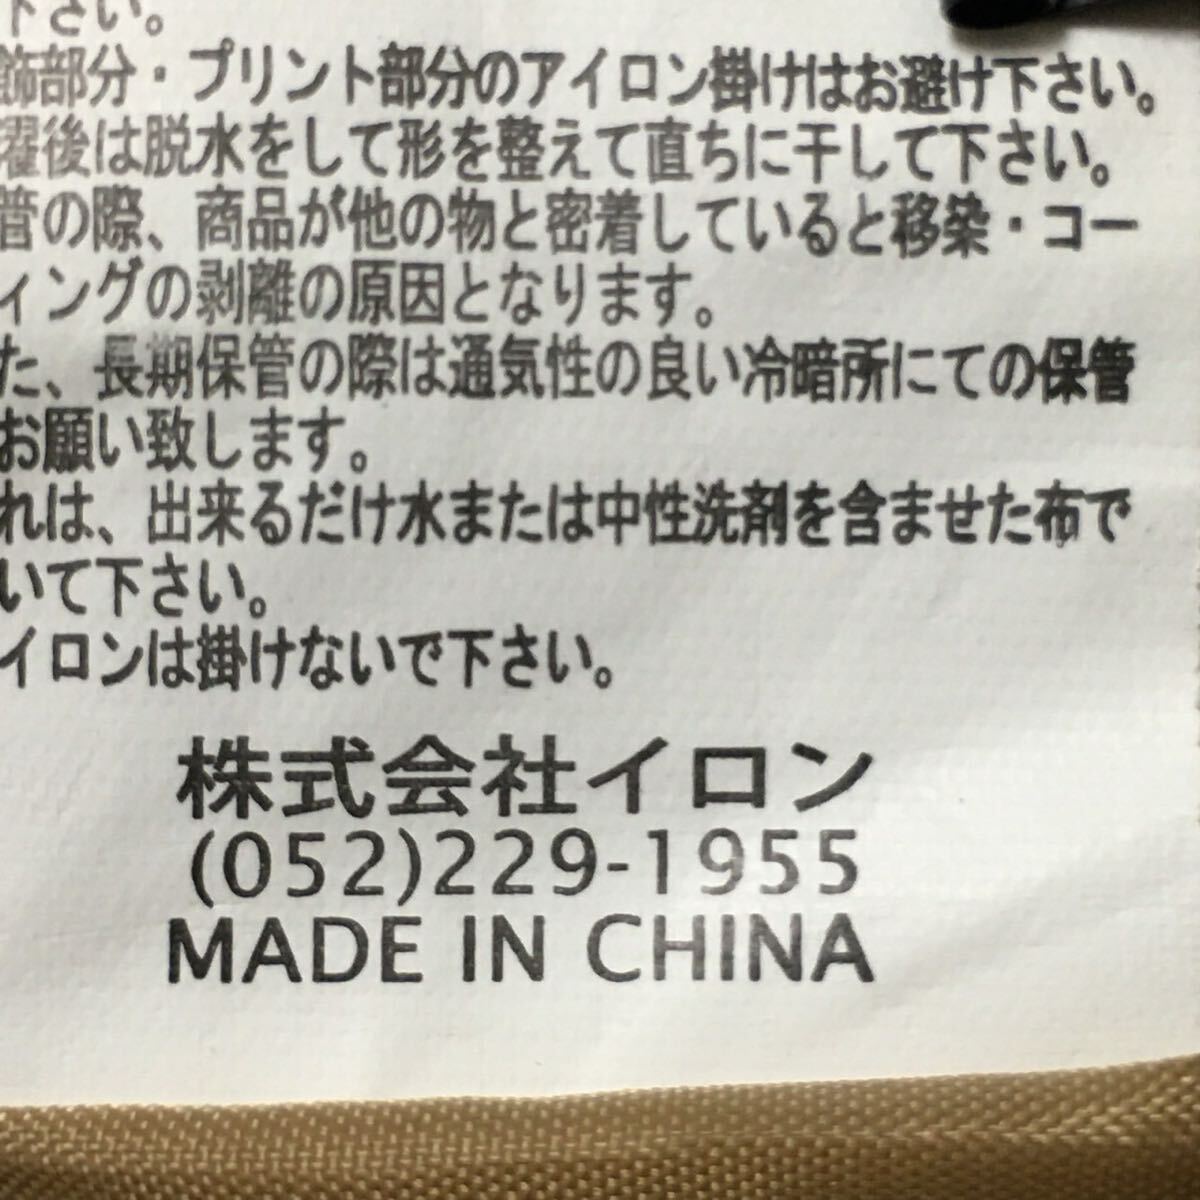 下さい。
飾部分・プリント部分のアイロン掛けはお避け下さい。
濯後は脱水をして形を整えて直ちに干して下さい。
管の際、商品が他の物と密着していると移染・コー
ィングの剥離の原因となります。
た、長期保管の際は通気性の良い冷暗所にての保管
お願い致します。
れは、出来るだけ水または中性洗剤を含ませた布で
いて下さい。
イロンは掛けないで下さい。
株式会社イロン
(052)229-1955
MADE IN CHINA